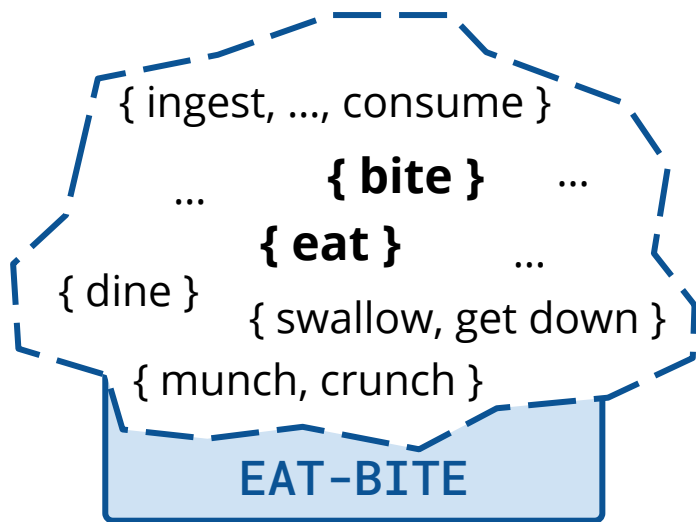 { ingest, ..., consume }
... { bite } ...
{ eat } ...
{ dine }
{ swallow, get down }
{ munch, crunch }
EAT-BITE